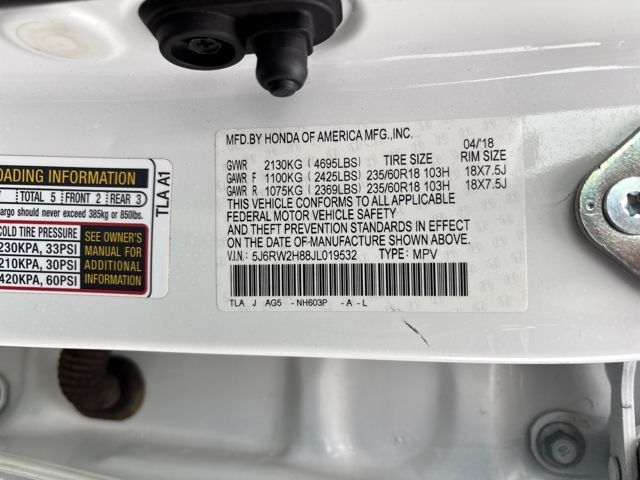 OADING INFORMATION
TOTAL 5 FRONT 2 REAR 3
argo should never exceed 385kg or 850lbs.
OLD TIRE PRESSURE
230KPA, 33PSI
210KPA, 30PSI
420KPA, 60PSI
SEE OWNER'S
MANUAL FOR
ADDITIONAL
INFORMATION
TLA A1
MFD.BY HONDA OF AMERICA MFG.,INC. 04/'18
GVWR 2130KG (4695LBS) TIRE SIZE RIM SIZE
GAWR F 1100KG (2425LBS) 235/60R18 103H 18X7.5J
GAWR R 1075KG (2369LBS) 235/60R18 103H 18X7.5J
THIS VEHICLE CONFORMS TO ALL APPLICABLE
FEDERAL MOTOR VEHICLE SAFETY
AND THEFT PREVENTION STANDARDS IN EFFECT
ON THE DATE OF MANUFACTURE SHOWN ABOVE.
V.I.N: 5J6RW2H88JL019532 TYPE: MPV
TLA J AG5 -NH603P -A-L